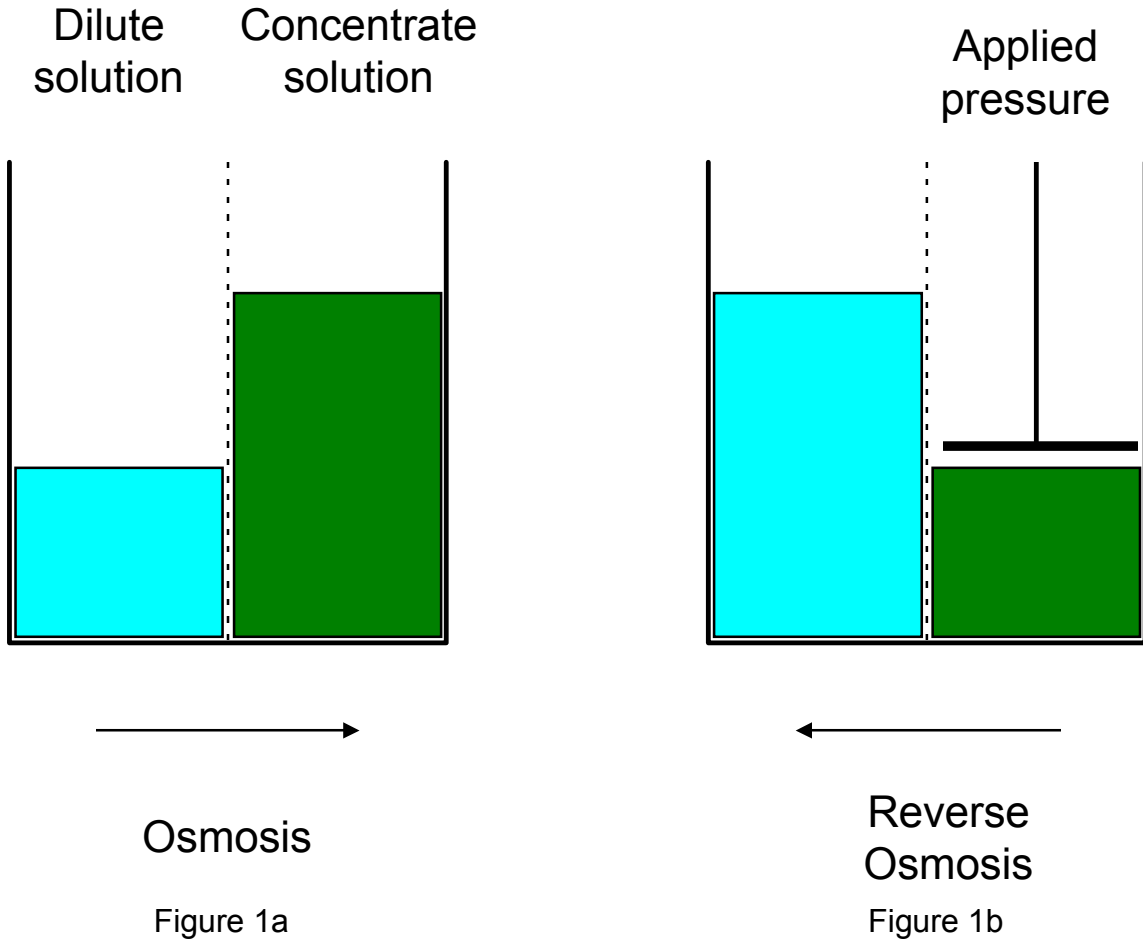 Dilute
solution
Concentrate
solution
Applied
pressure
Osmosis
Reverse
Osmosis
Figure 1a
Figure 1b